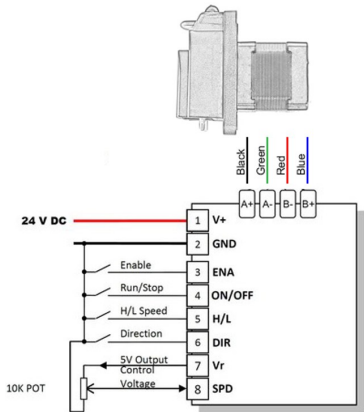 Black
Green
Red
Blue
A+ A- B- B+
24 V DC
1 V+
2 GND
Enable
3 ENA
Run/Stop
4 ON/OFF
H/L Speed
5 H/L
Direction
6 DIR
5V Output
7 Vr
Control
Voltage
10K POT
8 SPD